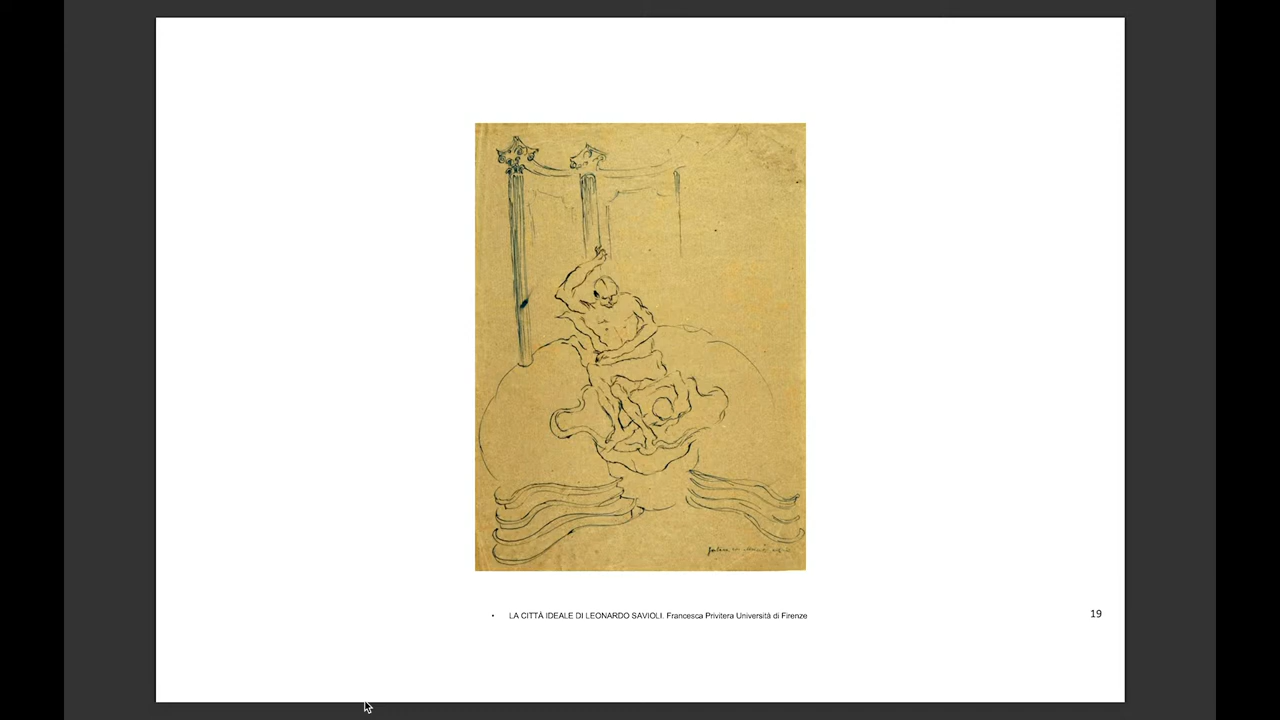 • LA CITTÀ IDEALE DI LEONARDO SAVIOLI. Francesca Privitera Università di Firenze
19